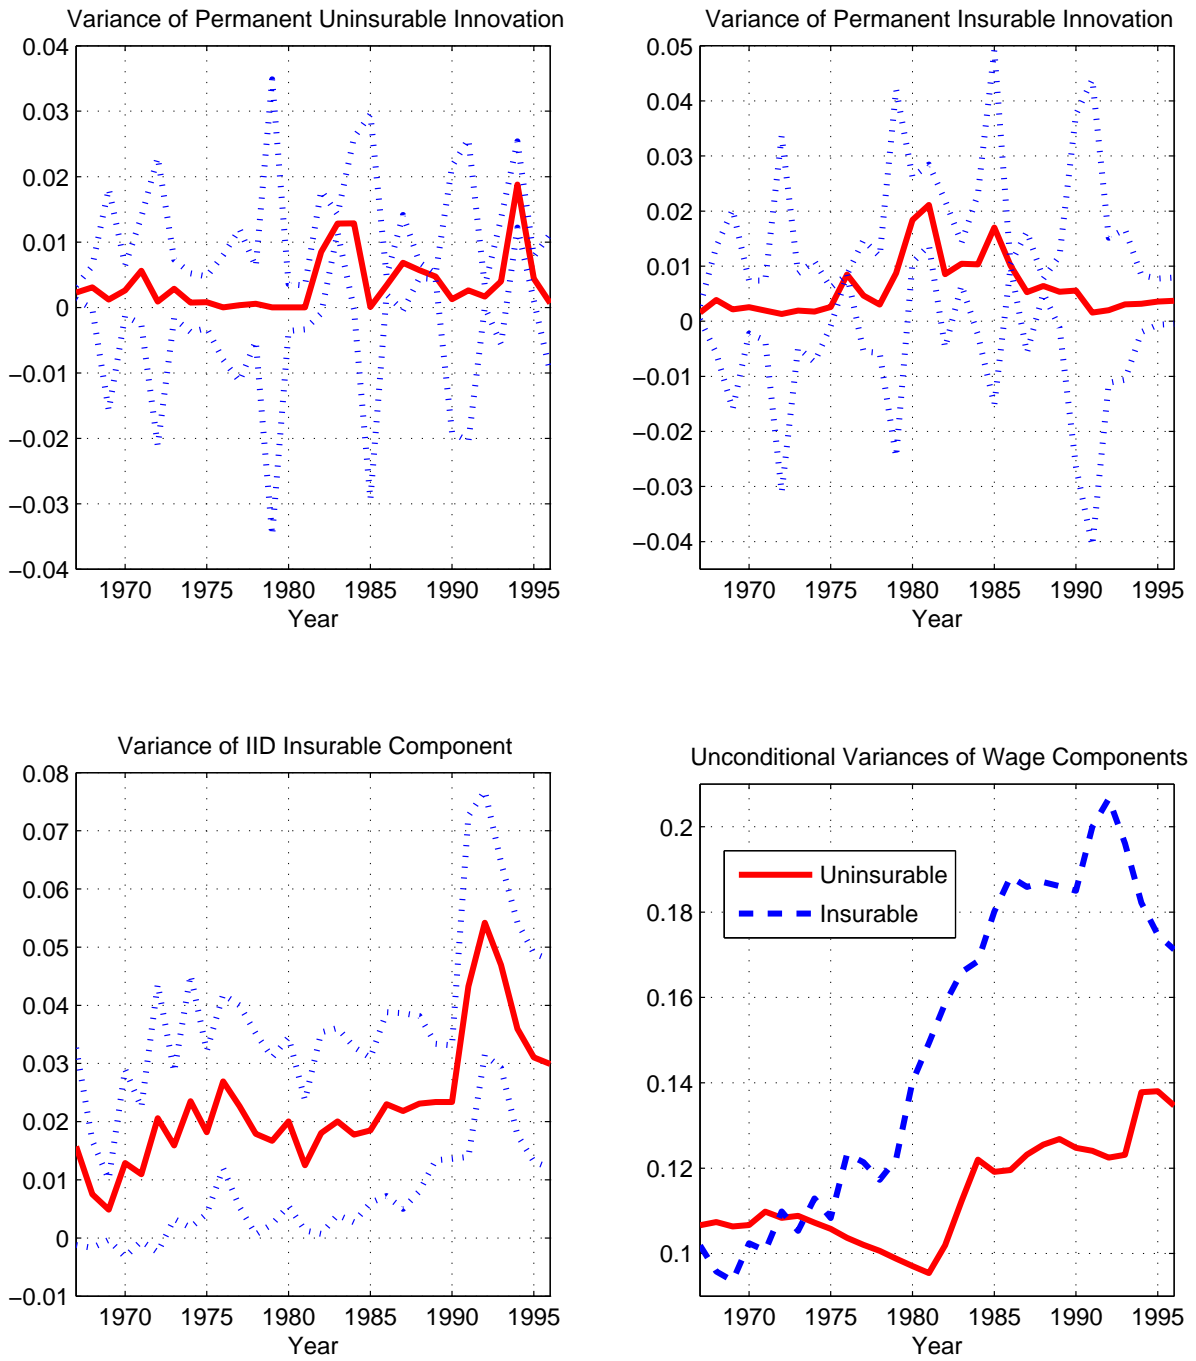 Variance of Permanent Uninsurable Innovation
0.04
0.03
0.02
0.01
0
−0.01
−0.02
−0.03
−0.04
1970 1975 1980 1985 1990 1995
Year
Variance of Permanent Insurable Innovation
0.05
0.04
0.03
0.02
0.01
0
−0.01
−0.02
−0.03
−0.04
1970 1975 1980 1985 1990 1995
Year
Variance of IID Insurable Component
0.08
0.07
0.06
0.05
0.04
0.03
0.02
0.01
0
−0.01
1970 1975 1980 1985 1990 1995
Year
Unconditional Variances of Wage Components
0.2
0.18
0.16
0.14
0.12
0.1
Uninsurable
Insurable
1970 1975 1980 1985 1990 1995
Year